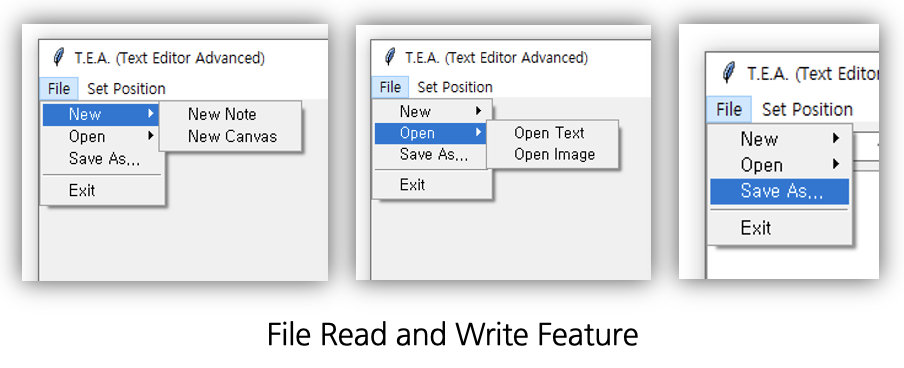 T.E.A. (Text Editor Advanced)
File Set Position
New New Note
Open New Canvas
Save As...
Exit
T.E.A. (Text Editor Advanced)
File Set Position
New
Open Open Text
Save As... Open Image
Exit
T.E.A. (Text Editor
File Set Position
New
Open
Save As...
Exit
File Read and Write Feature